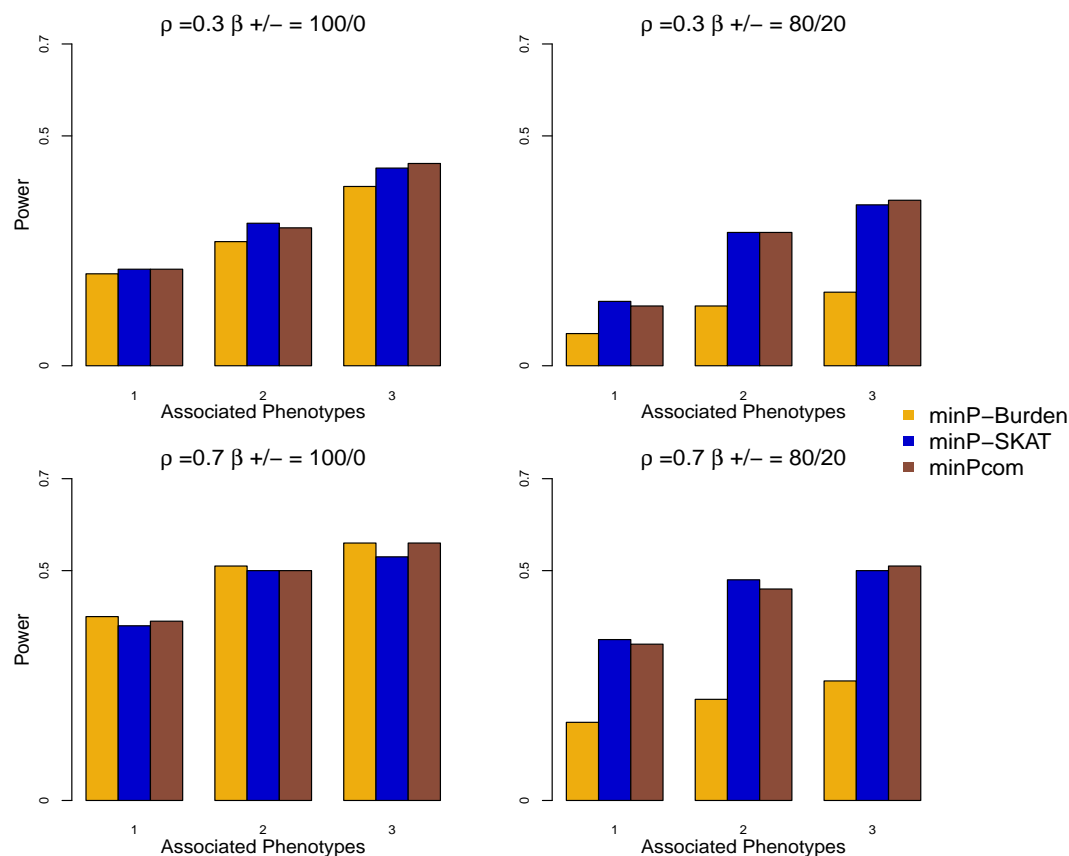 ρ =0.3 β +/− = 100/0
0.7
0.5
0
Power
1 2 3
Associated Phenotypes
ρ =0.3 β +/− = 80/20
0.7
0.5
0
1 2 3
Associated Phenotypes
minP−Burden
minP−SKAT
minPcom
ρ =0.7 β +/− = 100/0
0.7
0.5
0
Power
1 2 3
Associated Phenotypes
ρ =0.7 β +/− = 80/20
0.7
0.5
0
1 2 3
Associated Phenotypes